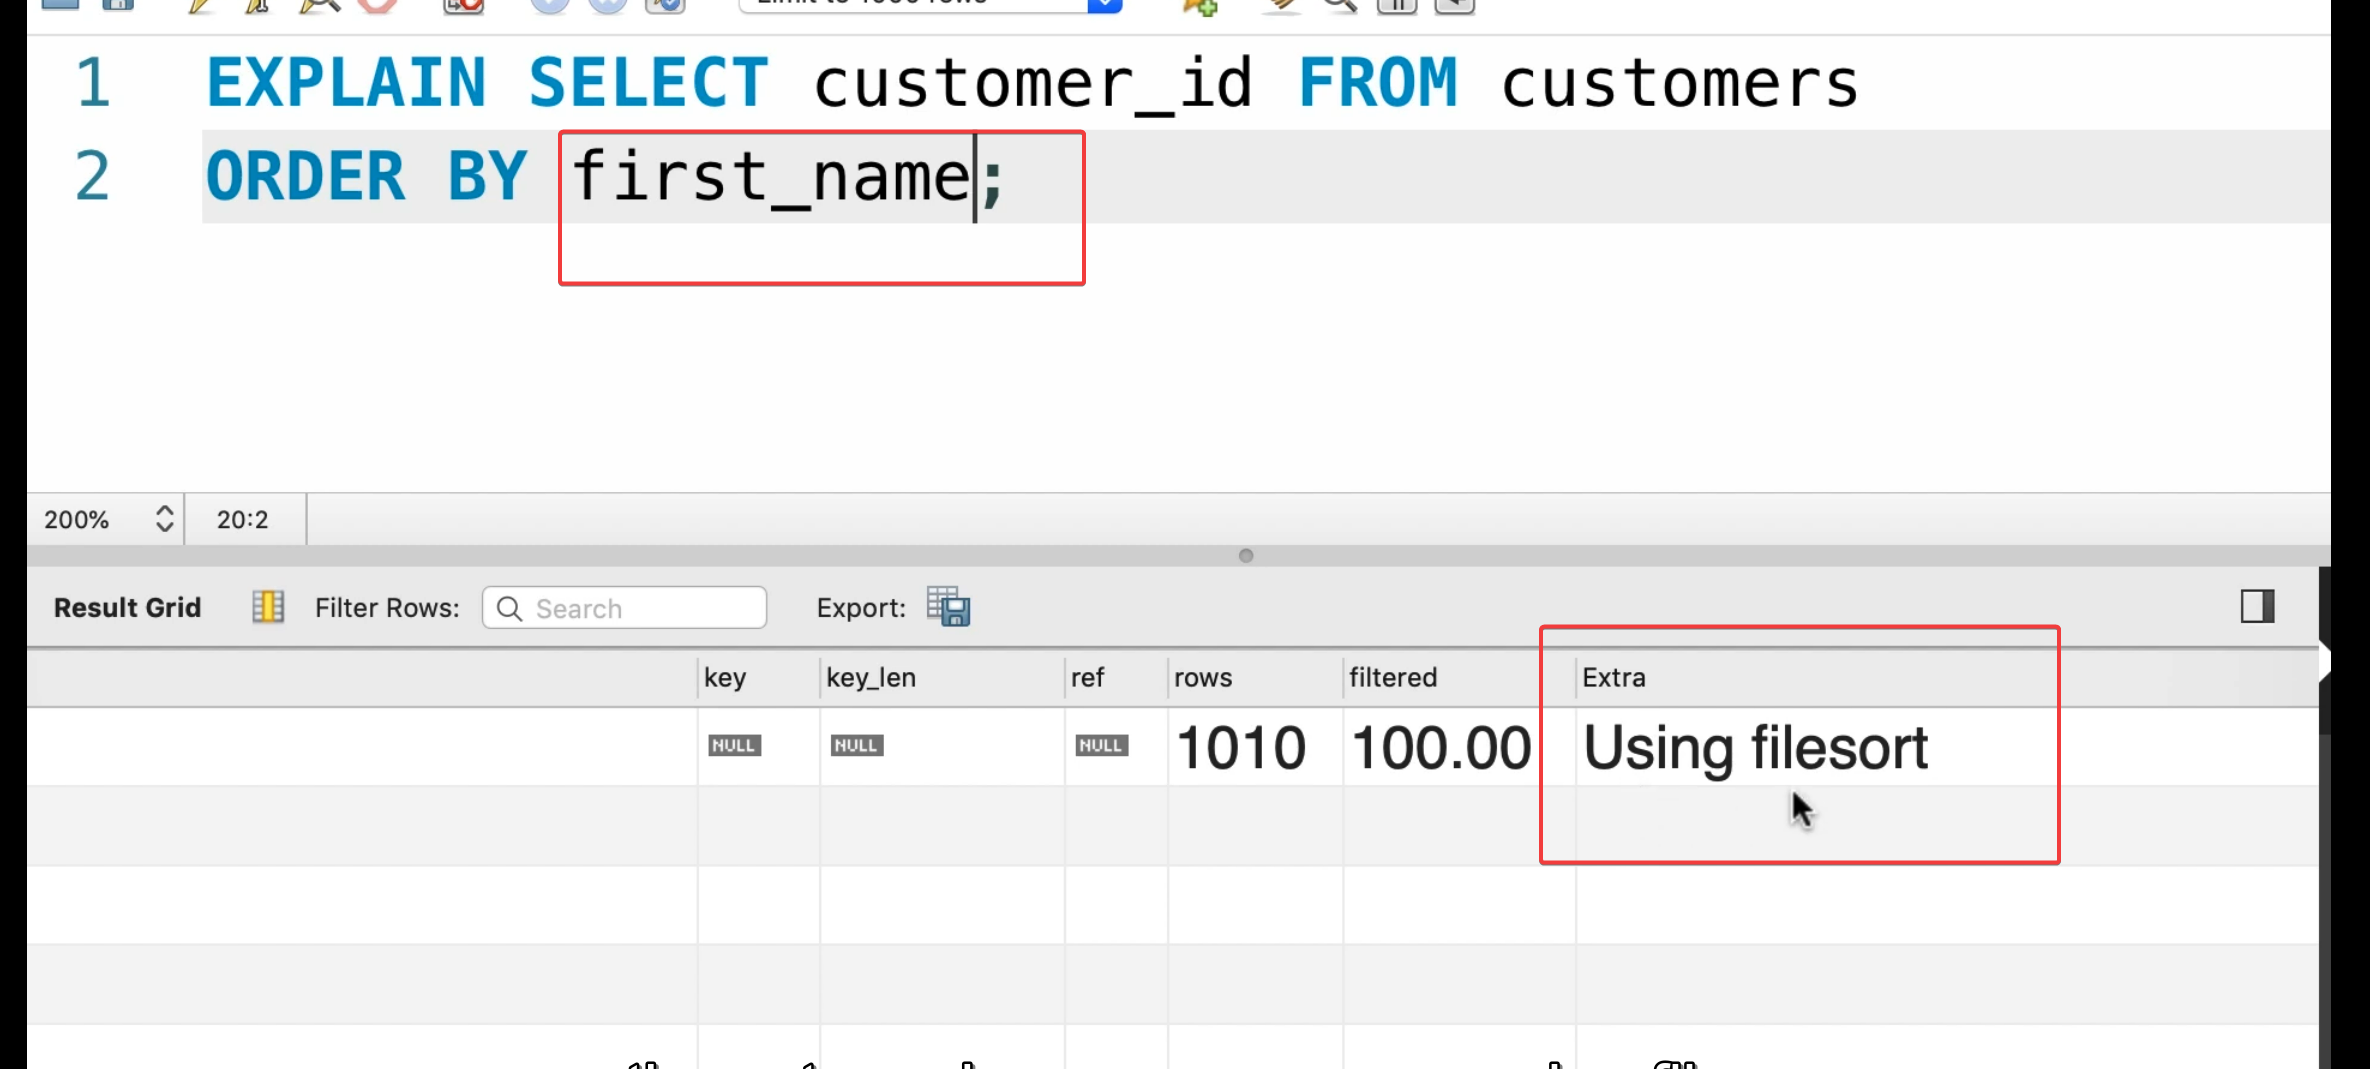 1 EXPLAIN SELECT customer_id FROM customers
2 ORDER BY first_name;
200% 20:2
Result Grid Filter Rows: Search Export:
key key_len ref rows filtered Extra
NULL NULL NULL 1010 100.00 Using filesort